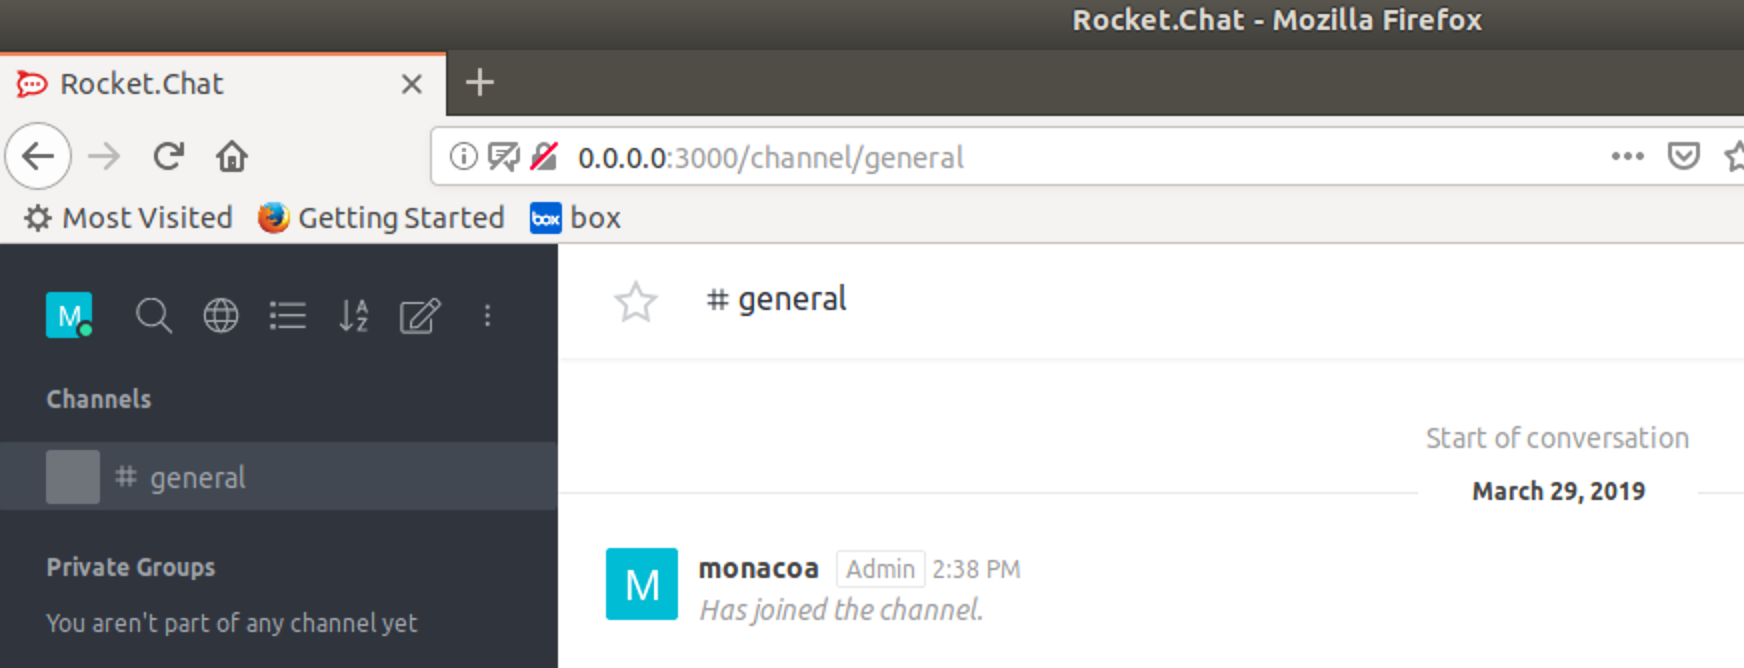 Rocket.Chat - Mozilla Firefox
Rocket.Chat
0.0.0.0:3000/channel/general
Most Visited Getting Started box box
M
A
Z
# general
Channels
# general
Start of conversation
March 29, 2019
M monacoa Admin 2:38 PM
Has joined the channel.
Private Groups
You aren't part of any channel yet